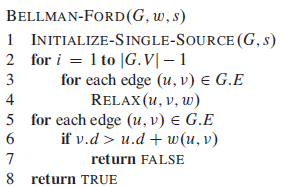 BELLMAN-FORD(G, w, s)
1 INITIALIZE-SINGLE-SOURCE(G, s)
2 for i = 1 to |G.V| − 1
3 for each edge (u, v) ∈ G.E
4 RELAX(u, v, w)
5 for each edge (u, v) ∈ G.E
6 if v.d > u.d + w(u, v)
7 return FALSE
8 return TRUE